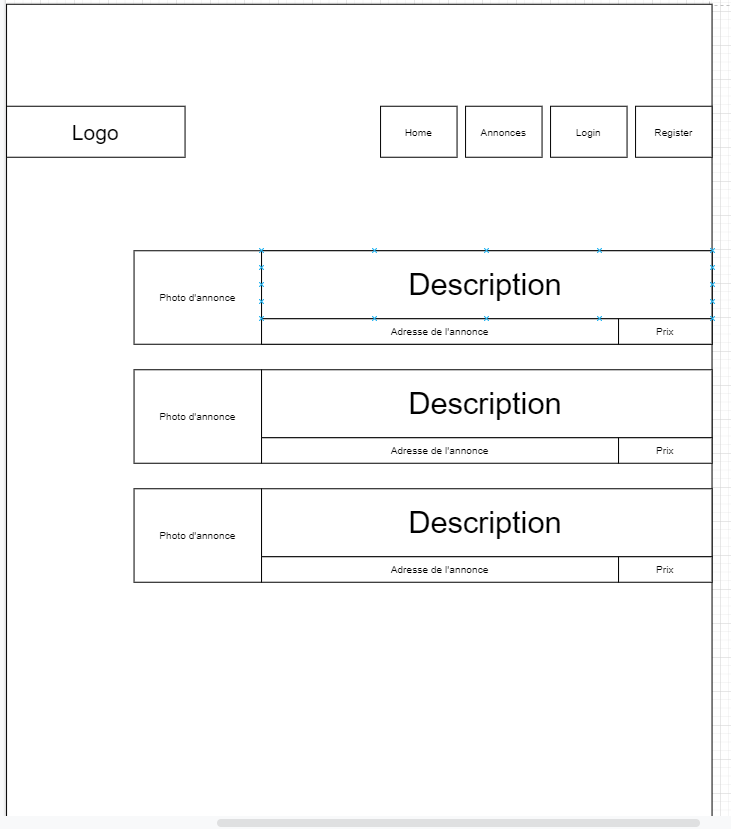 Logo
Home
Annonces
Login
Register
Photo d'annonce
Description
Adresse de l'annonce
Prix
Photo d'annonce
Description
Adresse de l'annonce
Prix
Photo d'annonce
Description
Adresse de l'annonce
Prix